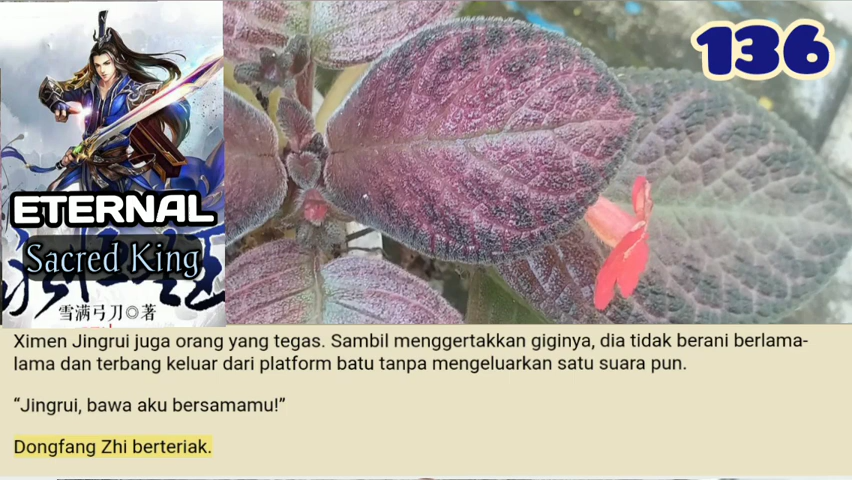 136
ETERNAL
Sacred King
雪满弓刀◎著
Ximen Jingrui juga orang yang tegas. Sambil menggertakkan giginya, dia tidak berani berlama-
lama dan terbang keluar dari platform batu tanpa mengeluarkan satu suara pun.
“Jingrui, bawa aku bersamamu!”
Dongfang Zhi berteriak.